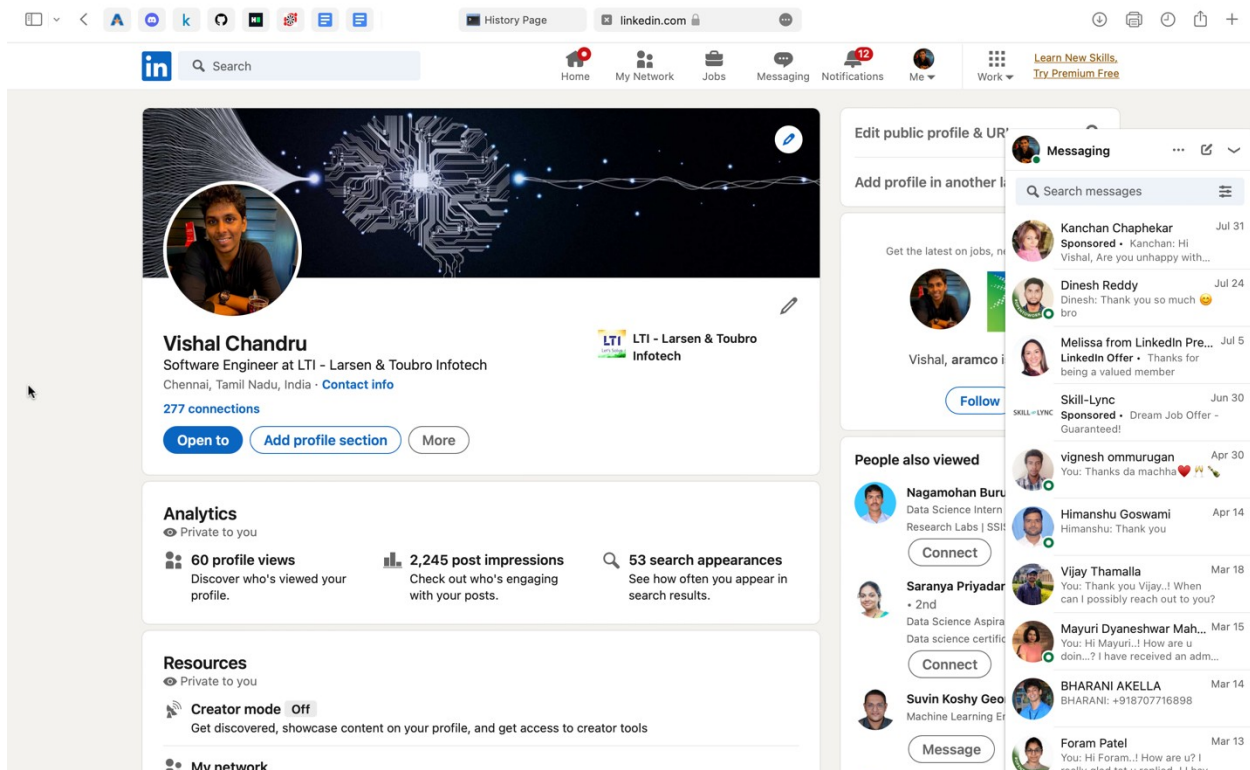 History Page
linkedin.com
in
Search
Home
My Network
Jobs
Messaging
12
Notifications
Me
Work
Learn New Skills,
Try Premium Free
Vishal Chandru
Software Engineer at LTI - Larsen & Toubro Infotech
Chennai, Tamil Nadu, India · Contact info
277 connections
Open to
Add profile section
More
LTI
LTI - Larsen & Toubro
Infotech
Analytics
Private to you
60 profile views
Discover who's viewed your
profile.
2,245 post impressions
Check out who's engaging
with your posts.
53 search appearances
See how often you appear in
search results.
Resources
Private to you
Creator mode Off
Get discovered, showcase content on your profile, and get access to creator tools
My network
Edit public profile & UR
Add profile in another la
Get the latest on jobs, ne
Vishal, aramco i
Follow
People also viewed
Nagamohan Buru
Data Science Intern
Research Labs | SSI
Connect
Saranya Priyadar
• 2nd
Data Science Aspira
Data science certific
Connect
Suvin Koshy Geo
Machine Learning En
Message
Messaging
Search messages
Kanchan Chaphekar Jul 31
Sponsored • Kanchan: Hi
Vishal, Are you unhappy with...
Dinesh Reddy Jul 24
Dinesh: Thank you so much 😊
bro
Melissa from LinkedIn Pre... Jul 5
LinkedIn Offer • Thanks for
being a valued member
SKILL-LYNC
Skill-Lync Jun 30
Sponsored • Dream Job Offer -
Guaranteed!
vignesh ommurugan Apr 30
You: Thanks da machha❤️🥂🍾
Himanshu Goswami Apr 14
Himanshu: Thank you
Vijay Thamalla Mar 18
You: Thank you Vijay..! When
can I possibly reach out to you?
Mayuri Dyaneshwar Mah... Mar 15
You: Hi Mayuri..! How are u
doin...? I have received an adm...
BHARANI AKELLA Mar 14
BHARANI: +918707716898
Foram Patel Mar 13
You: Hi Foram..! How are u? I